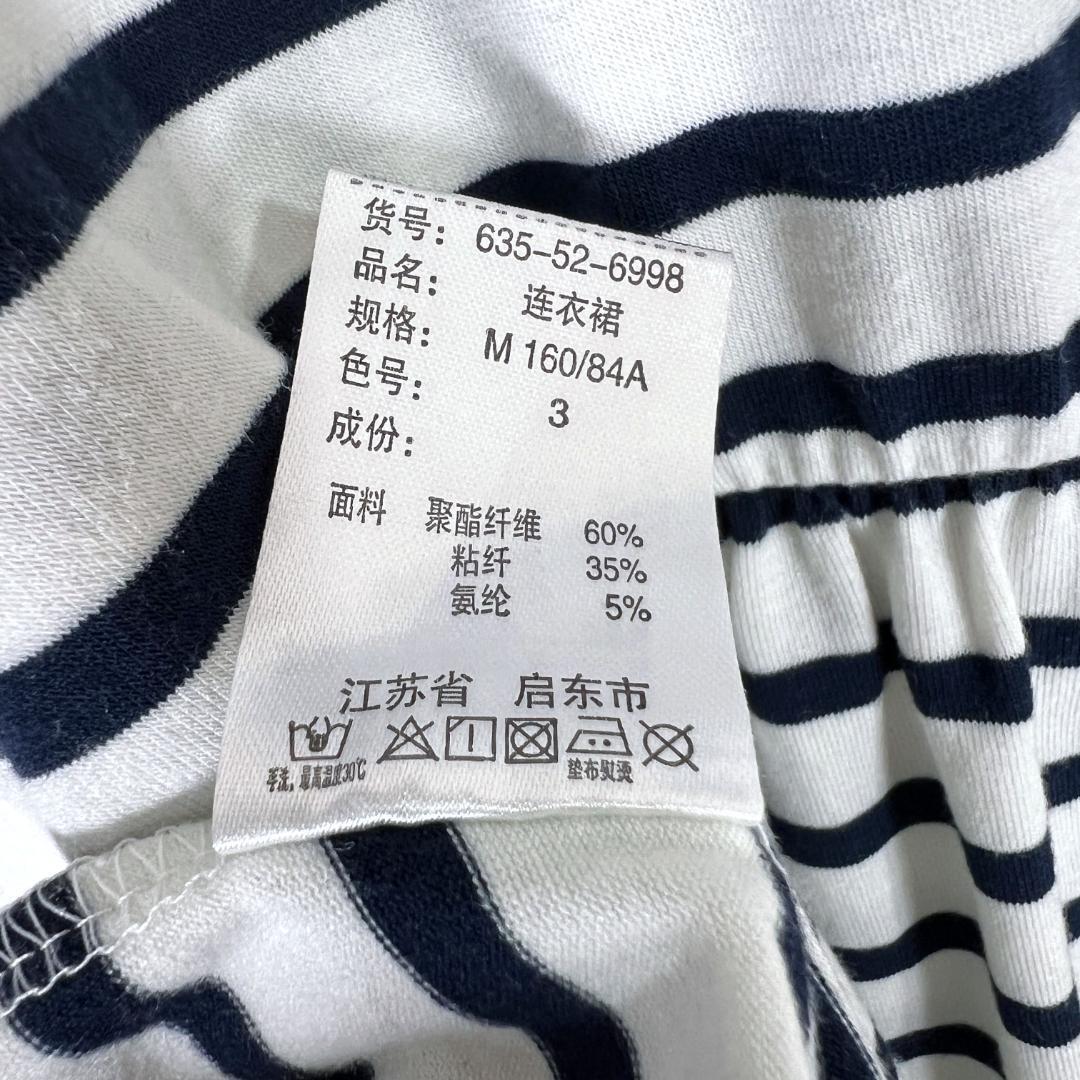 货号: 635-52-6998
品名: 连衣裙
规格: M 160/84A
色号: 3
成份:
面料 聚酯纤维 60%
粘纤 35%
氨纶 5%
江苏省 启东市
手洗,最高温度30℃ 垫布熨烫